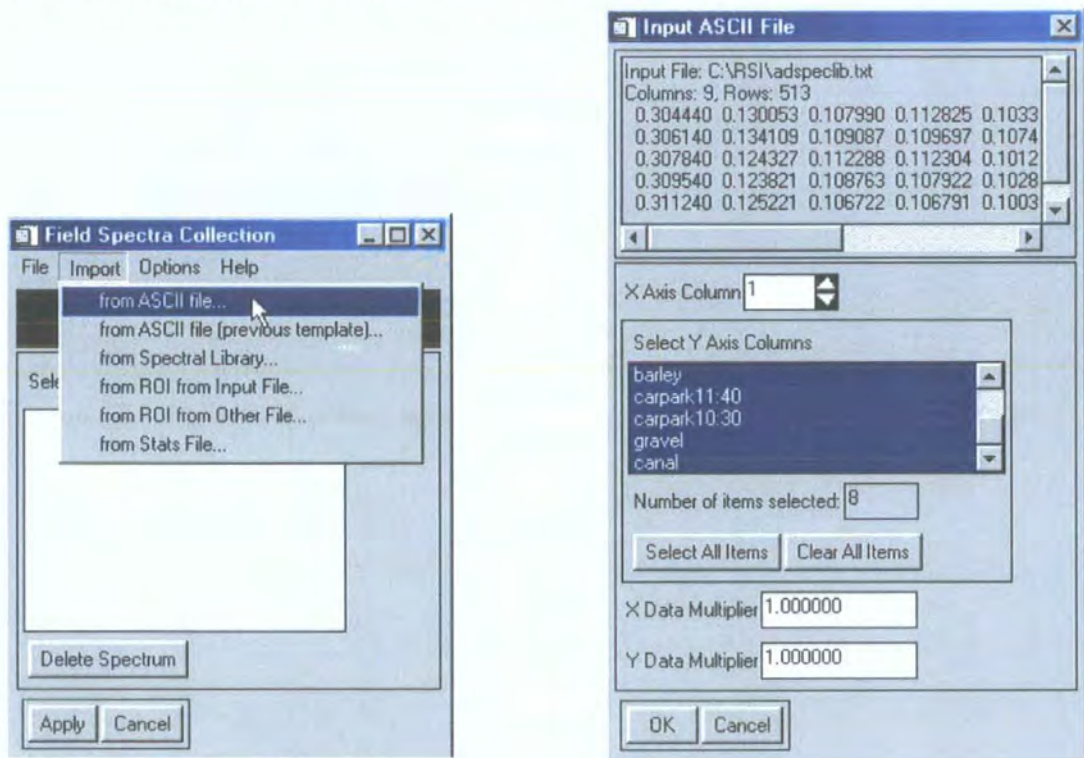 Field Spectra Collection
File Import Options Help
from ASCII file...
from ASCII file (previous template)...
from Spectral Library...
from ROI from Input File...
from ROI from Other File...
from Stats File...
Sele
Delete Spectrum
Apply Cancel
Input ASCII File
Input File: C:\RSI\adspeclib.txt
Columns: 9, Rows: 513
0.304440 0.130053 0.107990 0.112825 0.1033
0.306140 0.134109 0.109087 0.109697 0.1074
0.307840 0.124327 0.112288 0.112304 0.1012
0.309540 0.123821 0.108763 0.107922 0.1028
0.311240 0.125221 0.106722 0.106791 0.1003
X Axis Column 1
Select Y Axis Columns
barley
carpark11:40
carpark10:30
gravel
canal
Number of items selected: 8
Select All Items Clear All Items
X Data Multiplier 1.000000
Y Data Multiplier 1.000000
OK Cancel